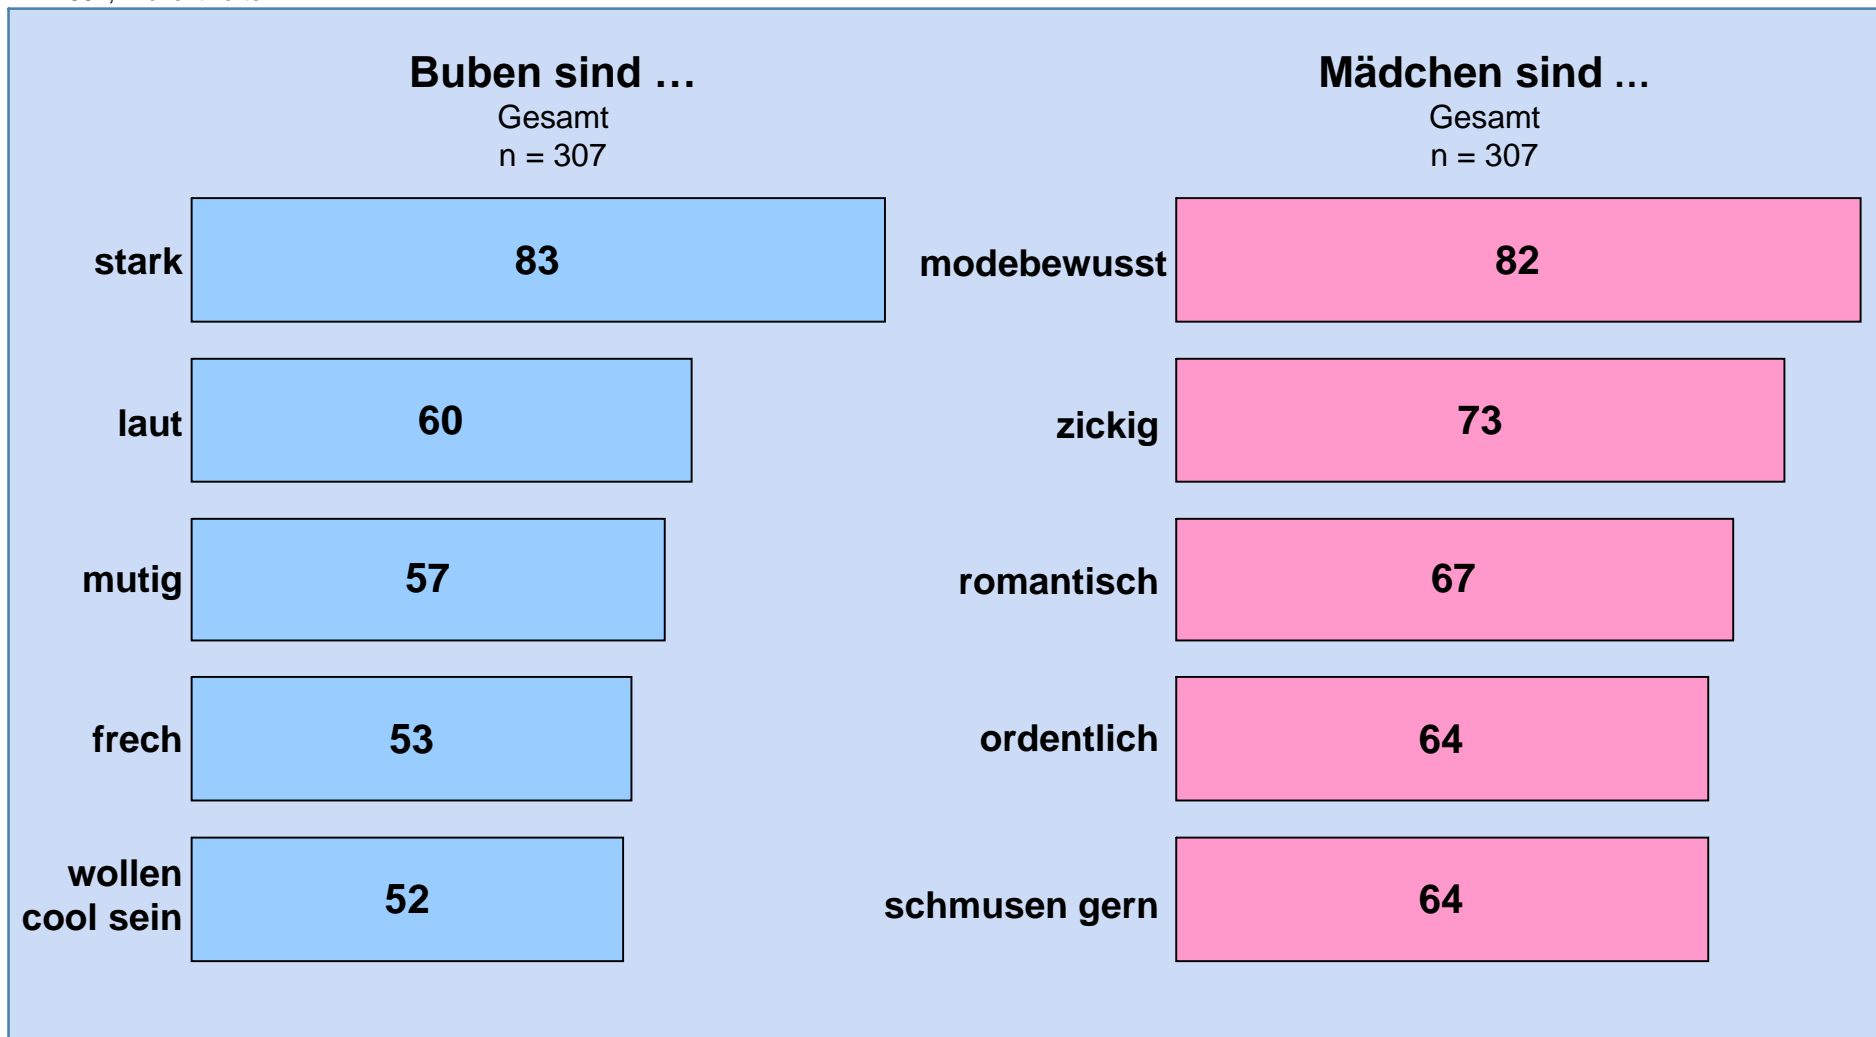 Buben sind …
Gesamt
n = 307
stark
83
laut
60
mutig
57
frech
53
wollen
cool sein
52
Mädchen sind …
Gesamt
n = 307
modebewusst
82
zickig
73
romantisch
67
ordentlich
64
schmusen gern
64